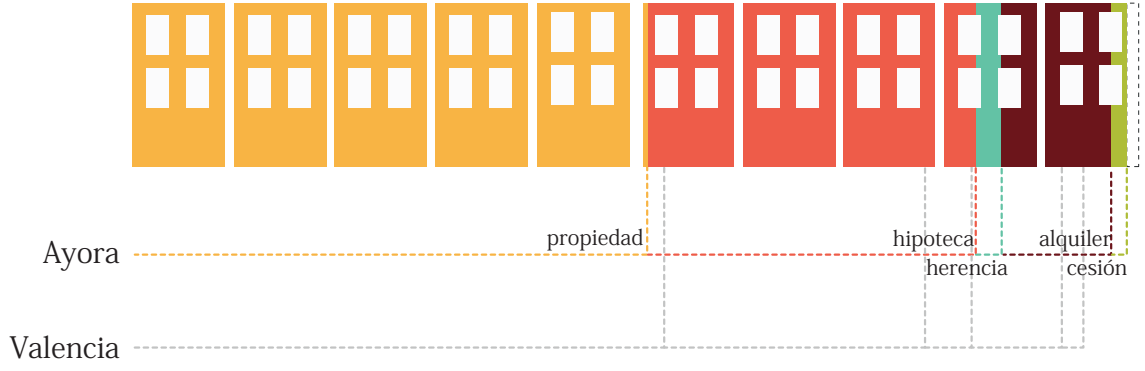 propiedad
hipoteca
alquiler
Ayora
herencia
cesión
Valencia